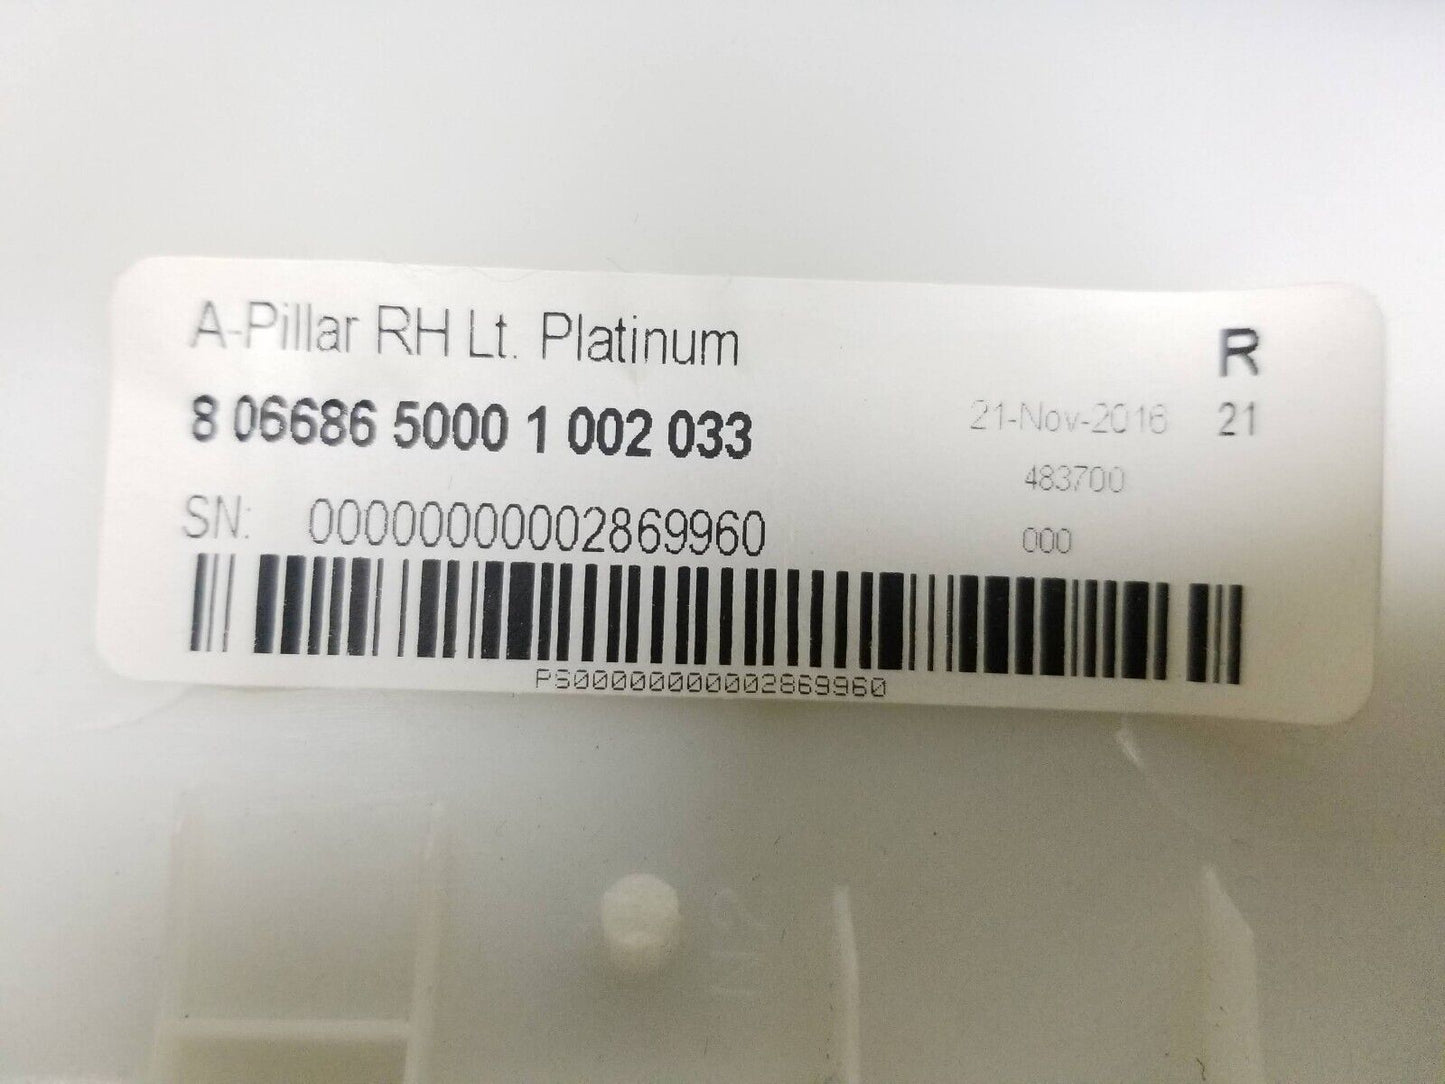 A-Pillar RH Lt. Platinum
R
8 06686 5000 1 002 033
21-Nov-2016
21
483700
SN: 00000000002869960
000
PS00000000002869960